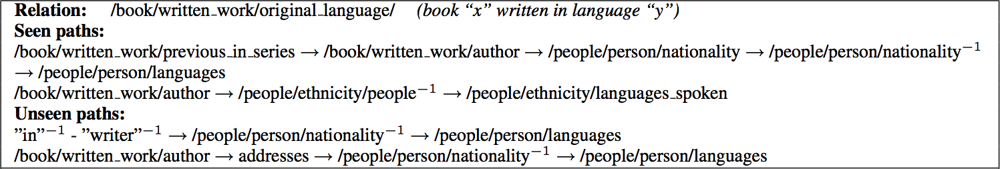 Relation: /book/written_work/original_language/ (book “x” written in language “y”)
Seen paths:
/book/written_work/previous_in_series → /book/written_work/author → /people/person/nationality → /people/person/nationality⁻¹
→ /people/person/languages
/book/written_work/author → /people/ethnicity/people⁻¹ → /people/ethnicity/languages_spoken
Unseen paths:
”in”⁻¹ - ”writer”⁻¹ → /people/person/nationality⁻¹ → /people/person/languages
/book/written_work/author → addresses → /people/person/nationality⁻¹ → /people/person/languages